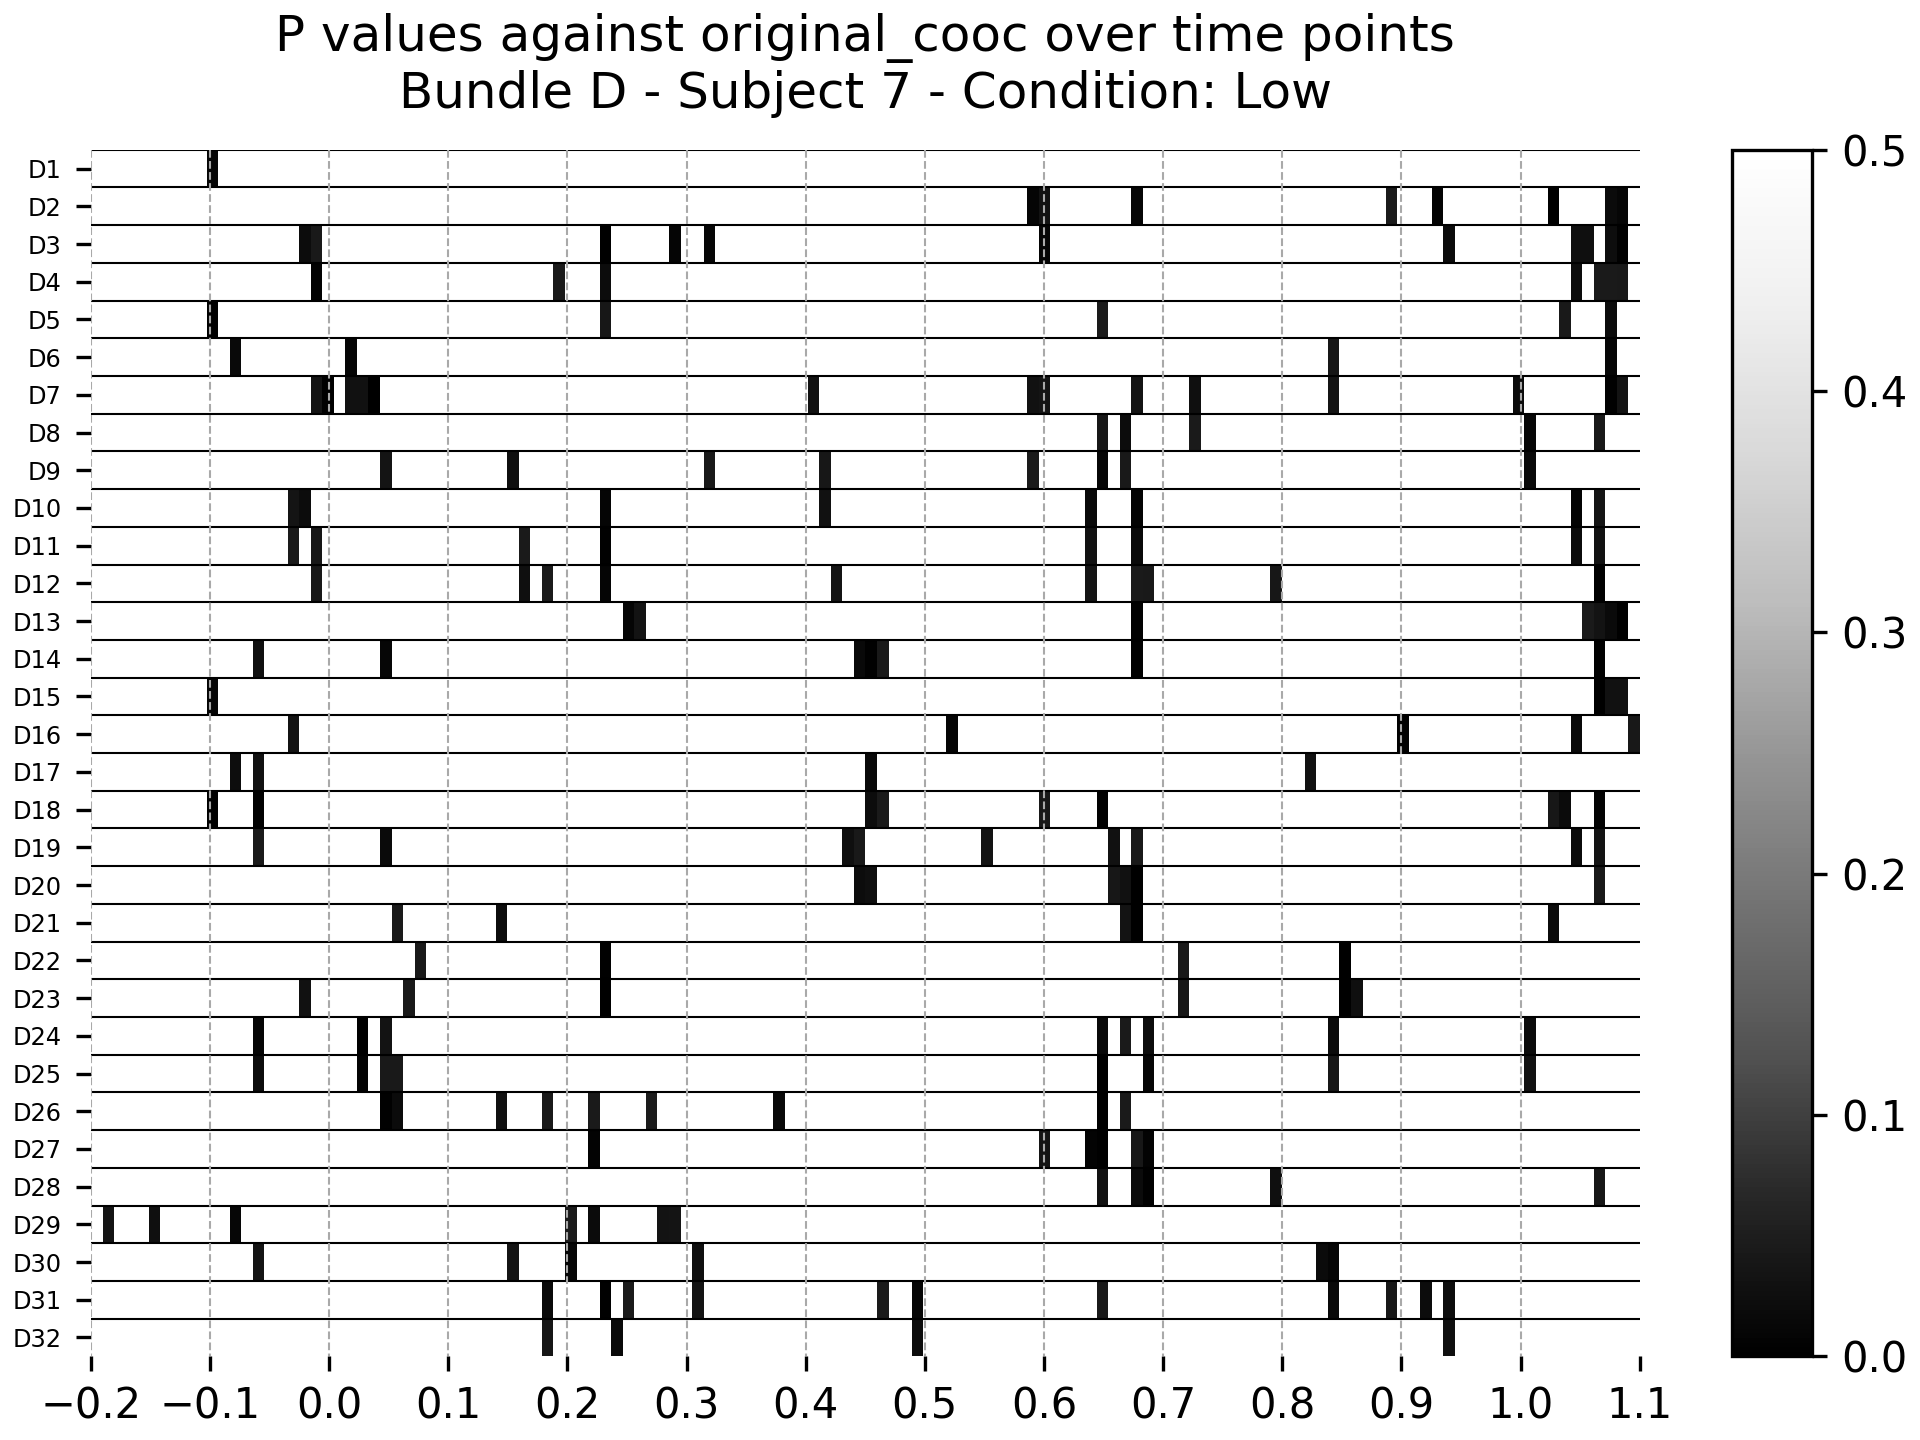 P values against original_cooc over time points
Bundle D - Subject 7 - Condition: Low
D1
D2
D3
D4
D5
D6
D7
D8
D9
D10
D11
D12
D13
D14
D15
D16
D17
D18
D19
D20
D21
D22
D23
D24
D25
D26
D27
D28
D29
D30
D31
D32
−0.2 −0.1 0.0 0.1 0.2 0.3 0.4 0.5 0.6 0.7 0.8 0.9 1.0 1.1
0.5
0.4
0.3
0.2
0.1
0.0